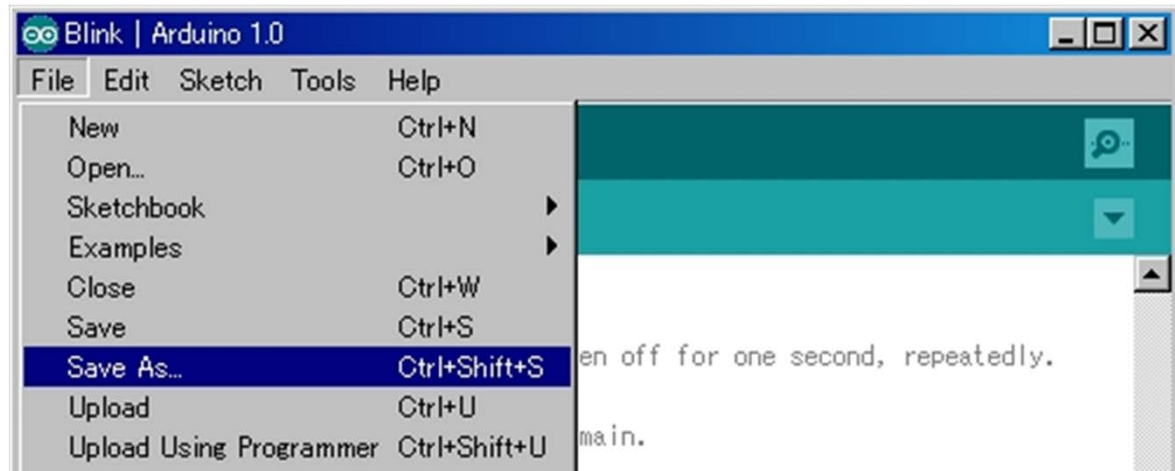 Blink | Arduino 1.0
File Edit Sketch Tools Help
New Ctrl+N
Open... Ctrl+O
Sketchbook
Examples
Close Ctrl+W
Save Ctrl+S
Save As... Ctrl+Shift+S
en off for one second, repeatedly.
Upload Ctrl+U
Upload Using Programmer Ctrl+Shift+U
main.